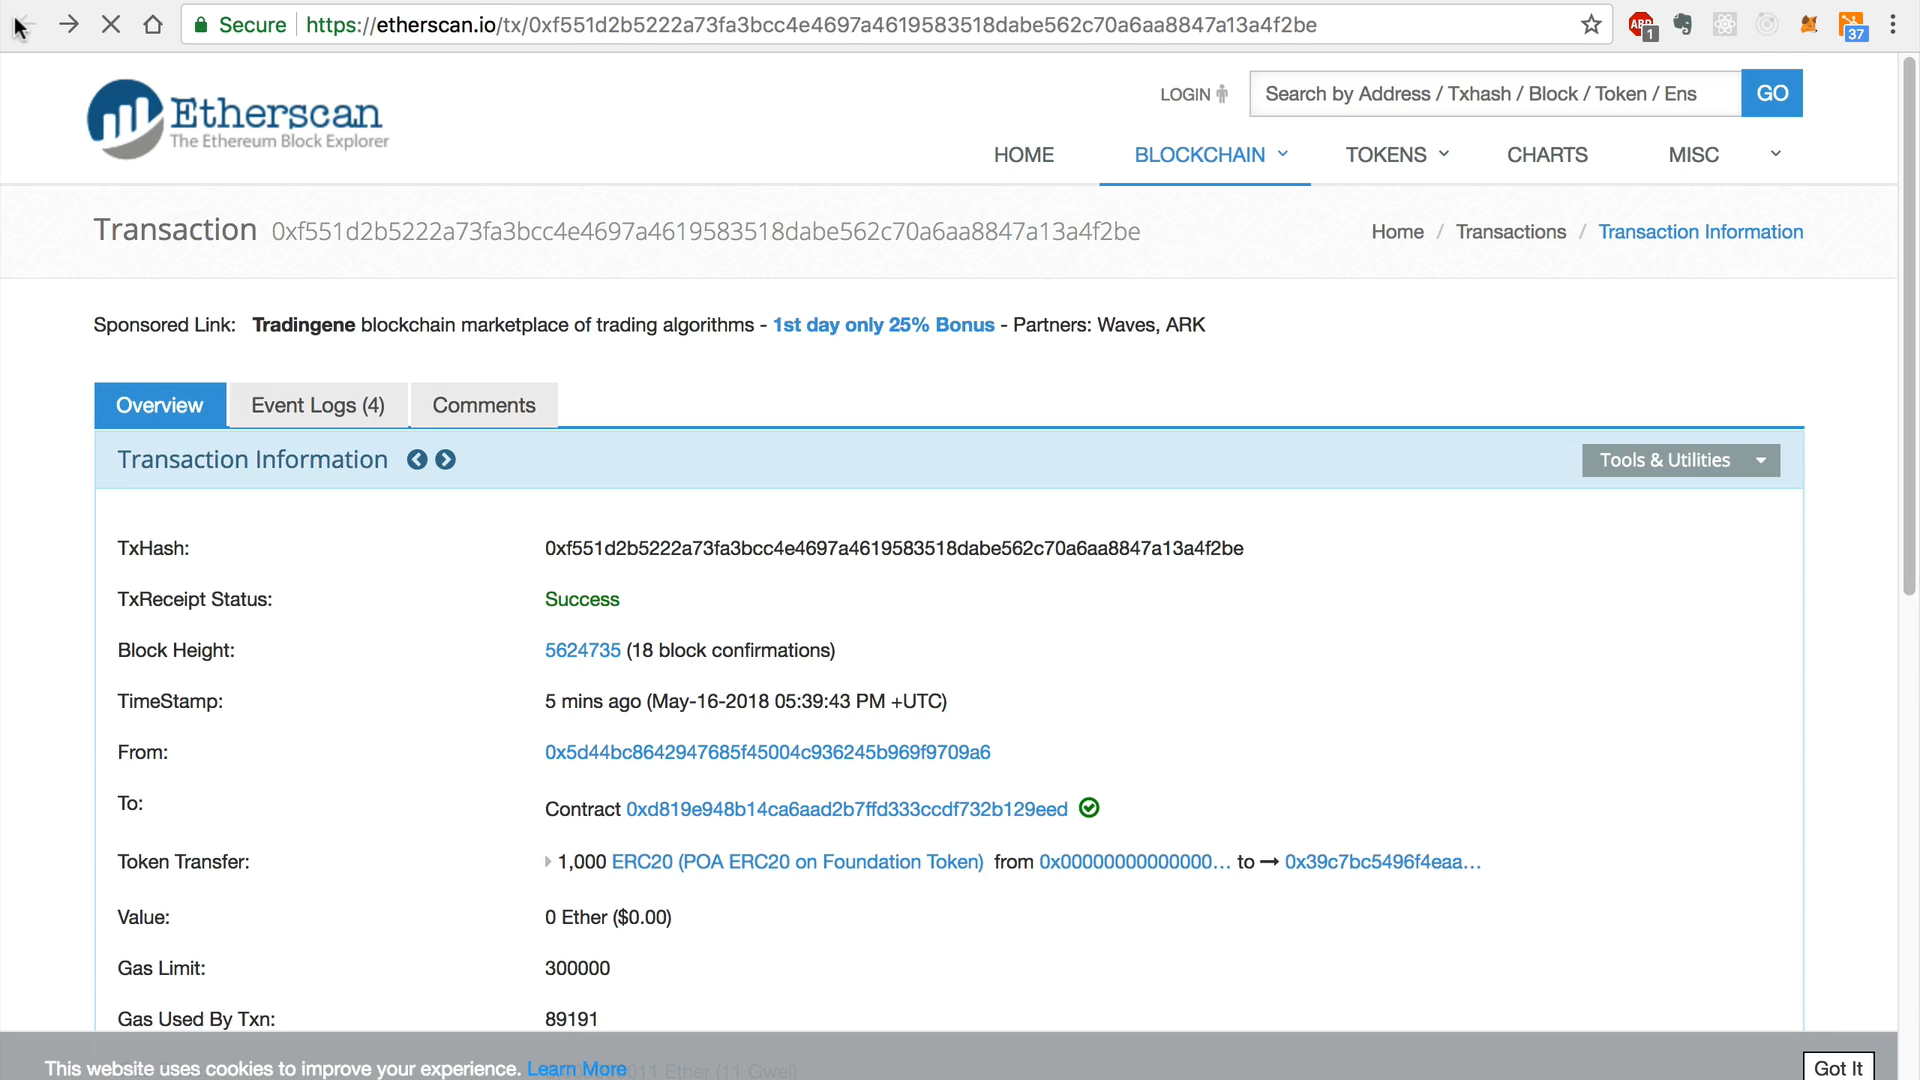 Secure https://etherscan.io/tx/0xf551d2b5222a73fa3bcc4e4697a4619583518dabe562c70a6aa8847a13a4f2be
ABP 1 37
Etherscan
The Ethereum Block Explorer
LOGIN Search by Address / Txhash / Block / Token / Ens GO
HOME BLOCKCHAIN TOKENS CHARTS MISC
Transaction 0xf551d2b5222a73fa3bcc4e4697a4619583518dabe562c70a6aa8847a13a4f2be Home / Transactions / Transaction Information
Sponsored Link: Tradingene blockchain marketplace of trading algorithms - 1st day only 25% Bonus - Partners: Waves, ARK
Overview Event Logs (4) Comments
Transaction Information Tools & Utilities
TxHash: 0xf551d2b5222a73fa3bcc4e4697a4619583518dabe562c70a6aa8847a13a4f2be
TxReceipt Status: Success
Block Height: 5624735 (18 block confirmations)
TimeStamp: 5 mins ago (May-16-2018 05:39:43 PM +UTC)
From: 0x5d44bc8642947685f45004c936245b969f9709a6
To: Contract 0xd819e948b14ca6aad2b7ffd333ccdf732b129eed
Token Transfer: 1,000 ERC20 (POA ERC20 on Foundation Token) from 0x00000000000000... to 0x39c7bc5496f4eaa...
Value: 0 Ether ($0.00)
Gas Limit: 300000
Gas Used By Txn: 89191
This website uses cookies to improve your experience. Learn More Ether (11 Gwei) Got It